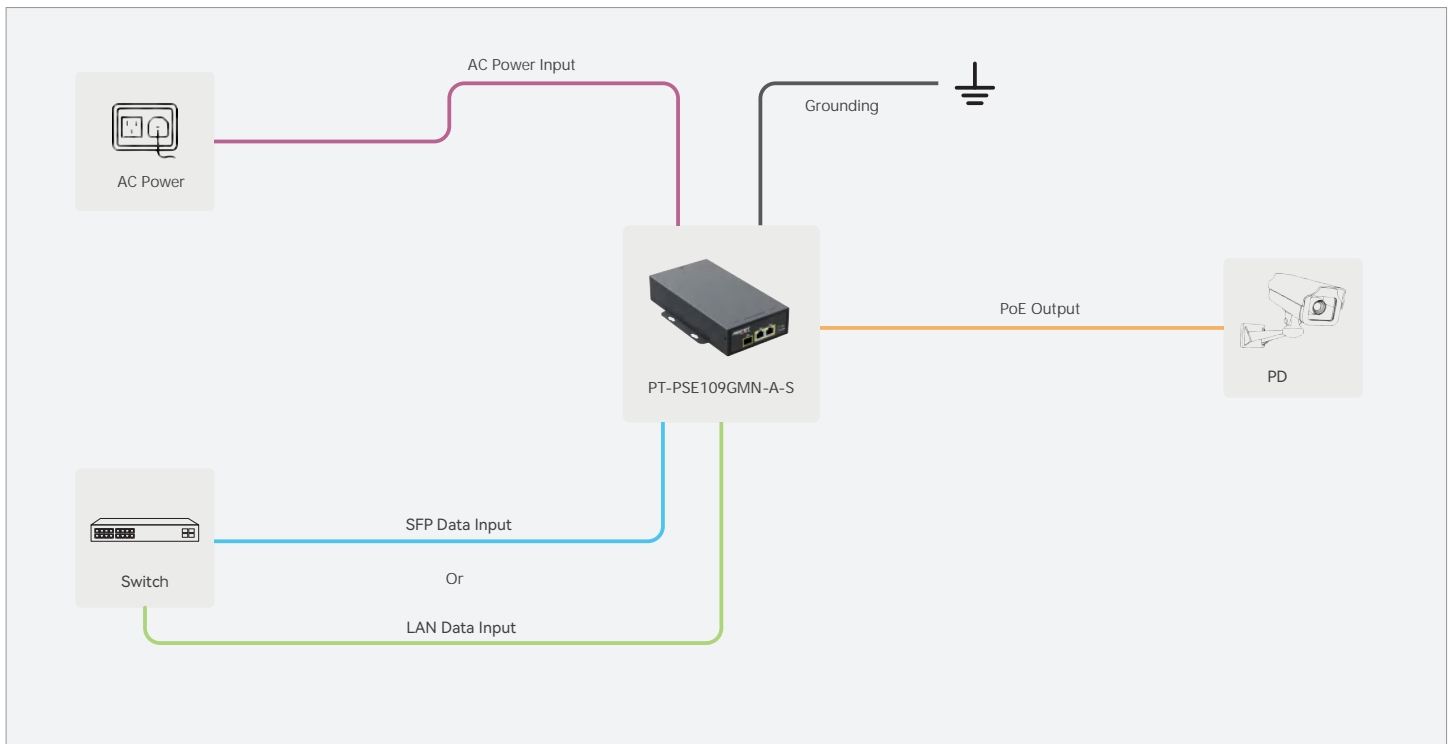 AC Power Input
Grounding
AC Power
PoE Output
PT-PSE109GMN-A-S
PD
SFP Data Input
Switch
Or
LAN Data Input